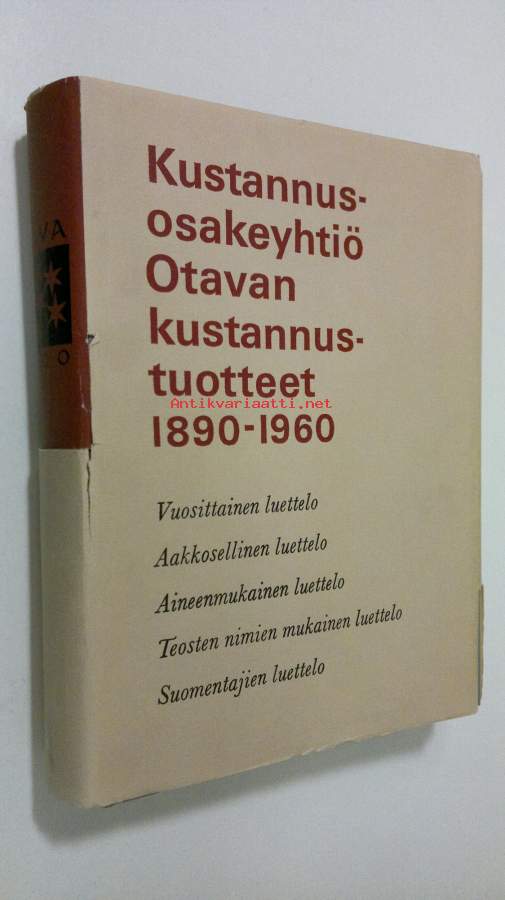 Kustannus-
osakeyhtiö
Otavan
kustannus-
tuotteet
Antikvariaatti.net
1890-1960
Vuosittainen luettelo
Aakkosellinen luettelo
Aineenmukainen luettelo
Teosten nimien mukainen luettelo
Suomentajien luettelo
VA